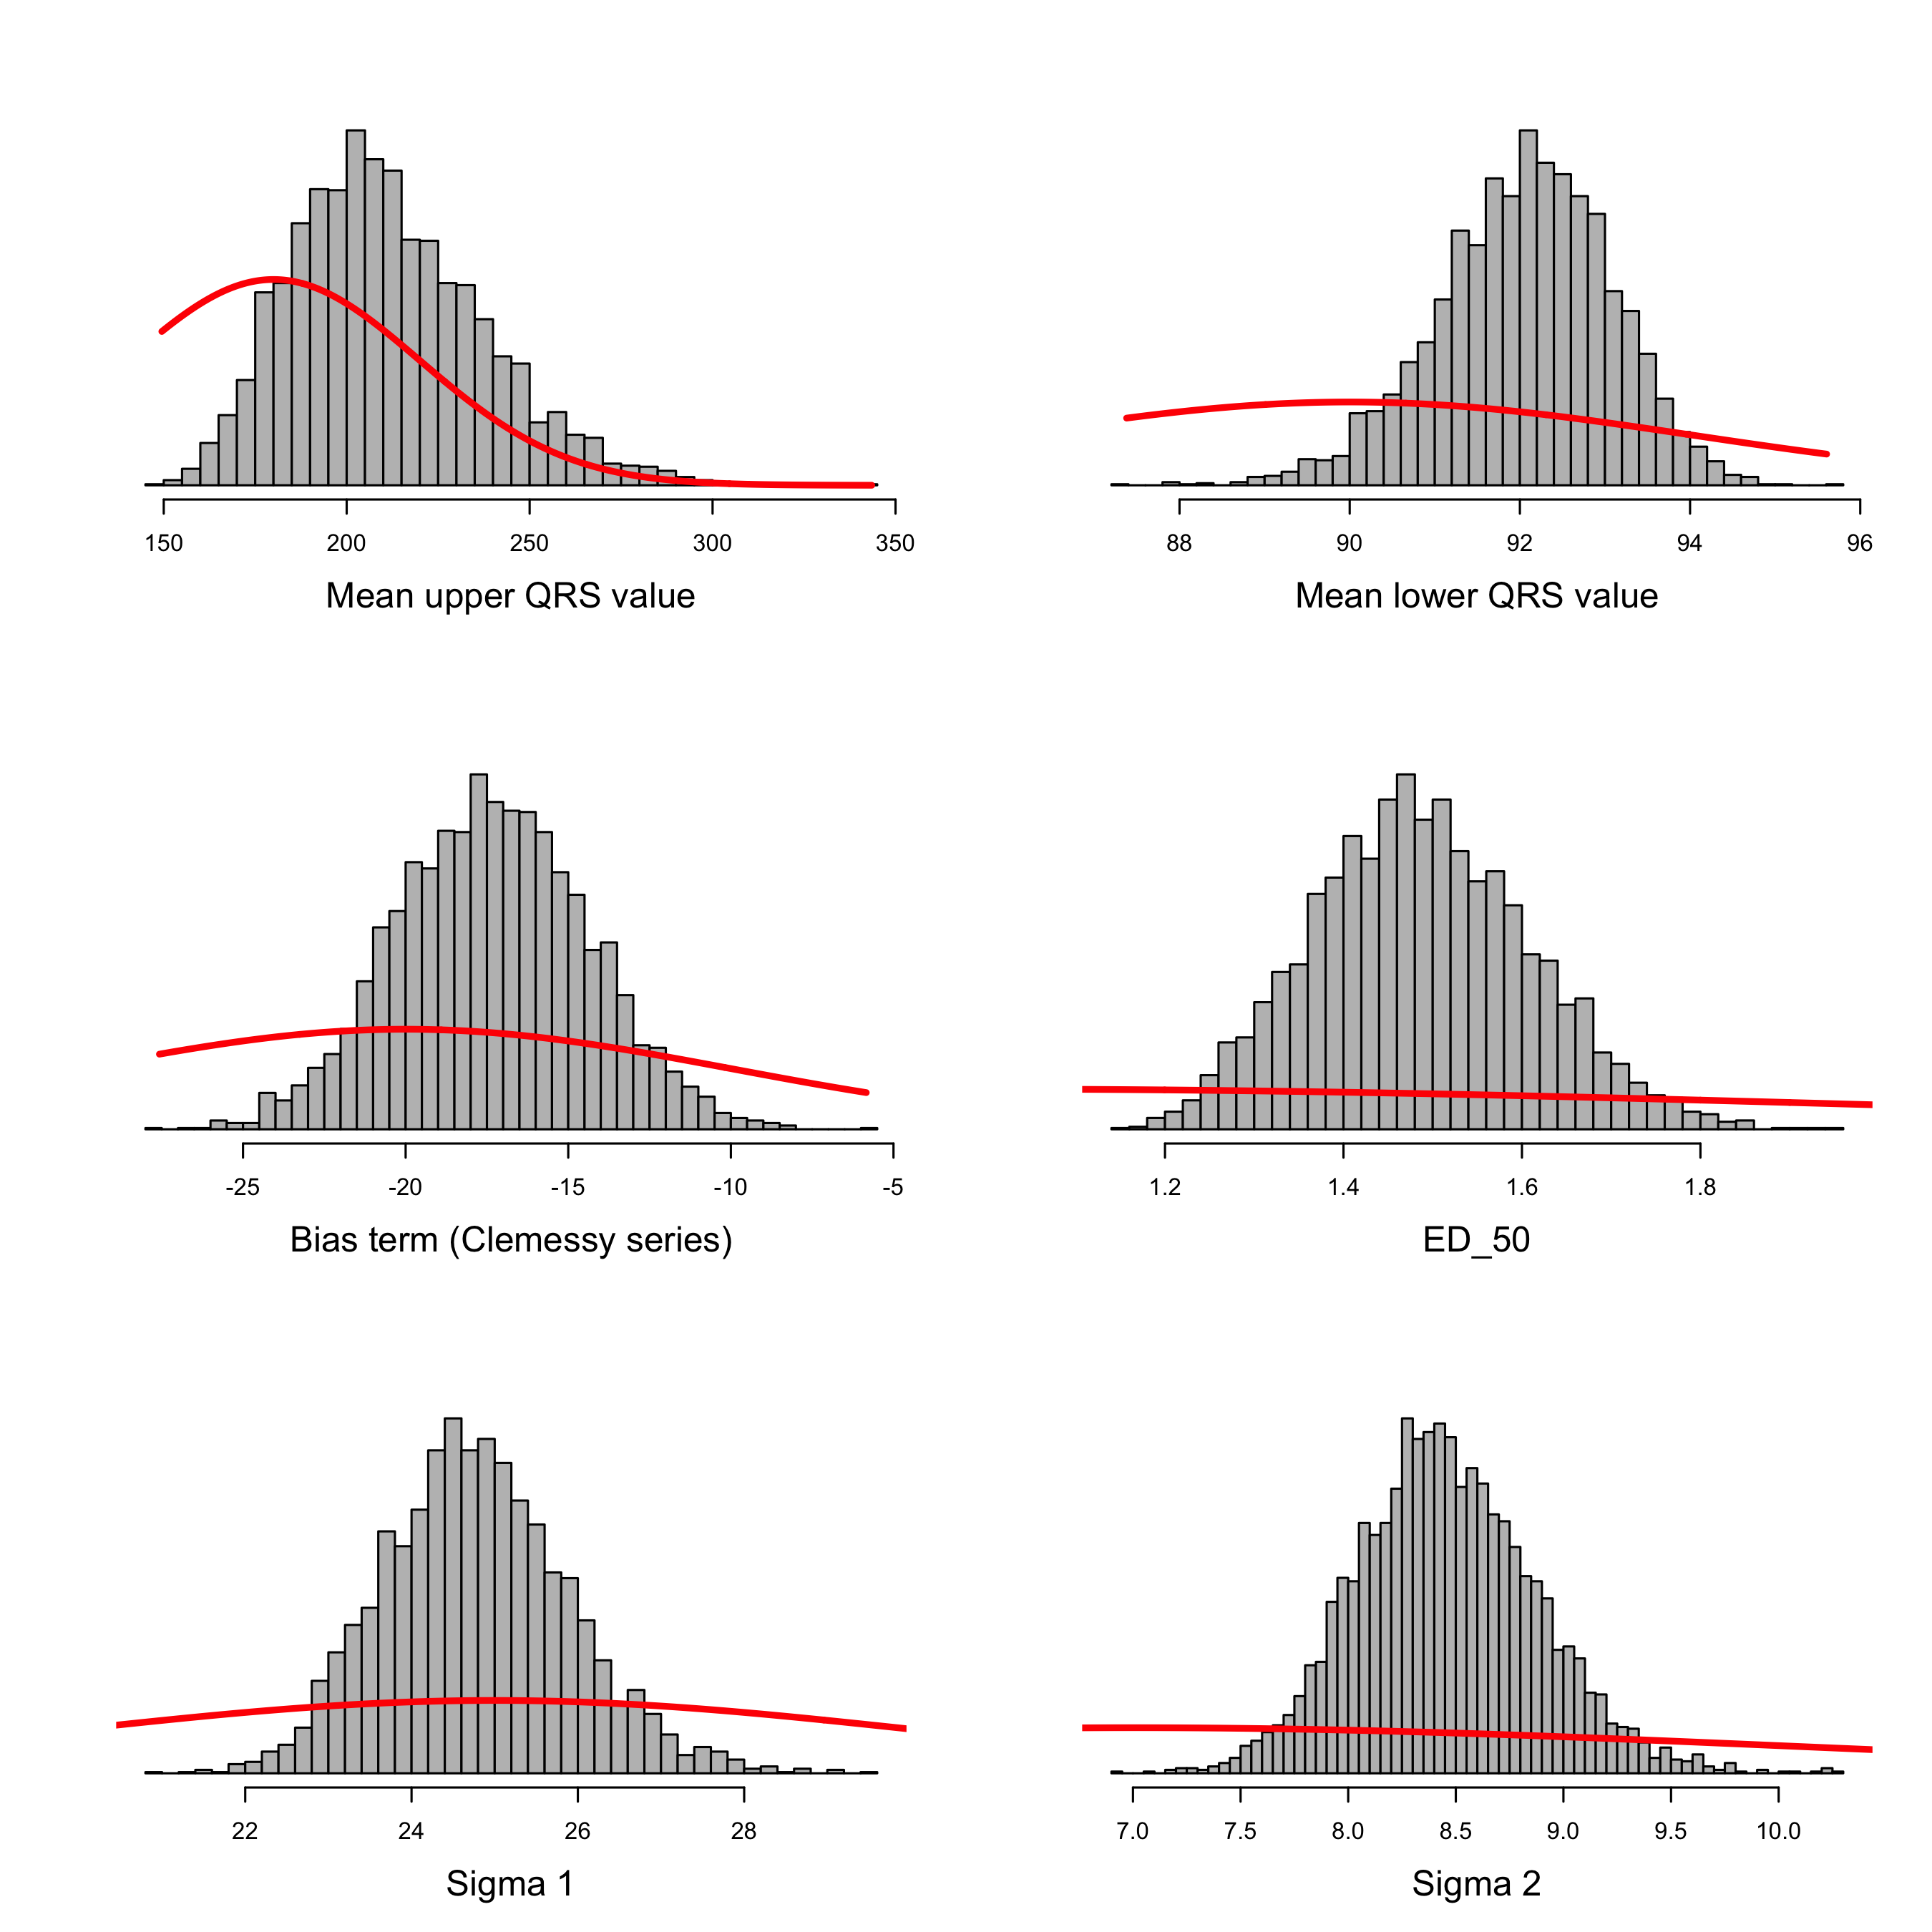 150 200 250 300 350
Mean upper QRS value
88 90 92 94 96
Mean lower QRS value
-25 -20 -15 -10 -5
Bias term (Clemessy series)
1.2 1.4 1.6 1.8
ED_50
22 24 26 28
Sigma 1
7.0 7.5 8.0 8.5 9.0 9.5 10.0
Sigma 2